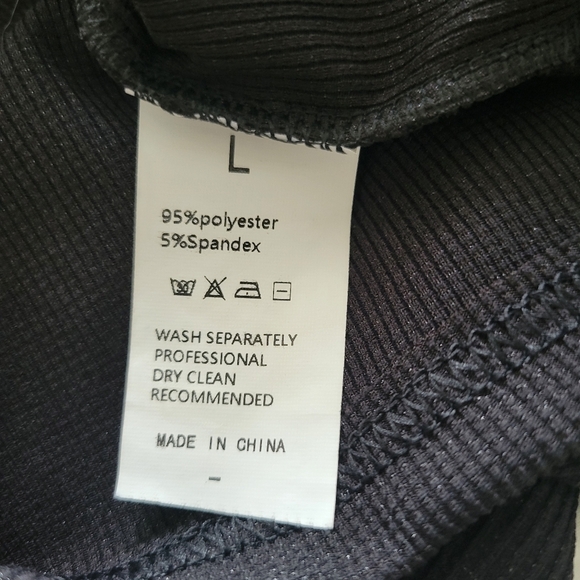 L
95%polyester
5%Spandex
WASH SEPARATELY
PROFESSIONAL
DRY CLEAN
RECOMMENDED
MADE IN CHINA